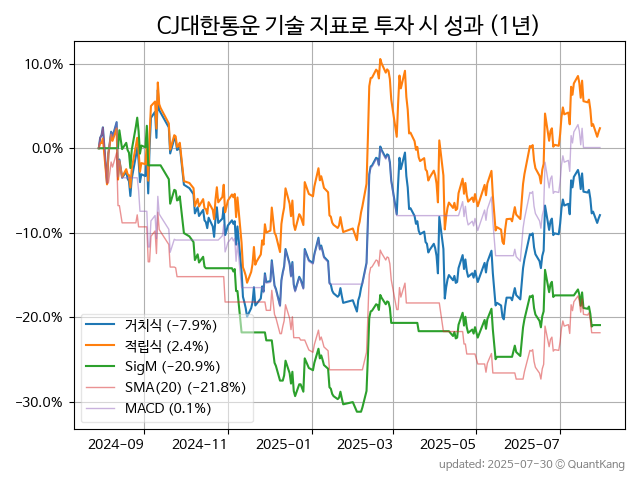 CJ대한통운 기술 지표로 투자 시 성과 (1년)
10.0%
0.0%
−10.0%
−20.0%
−30.0%
거치식 (−7.9%)
적립식 (2.4%)
SigM (−20.9%)
SMA(20) (−21.8%)
MACD (0.1%)
2024-09 2024-11 2025-01 2025-03 2025-05 2025-07
updated: 2025-07-30 © QuantKang